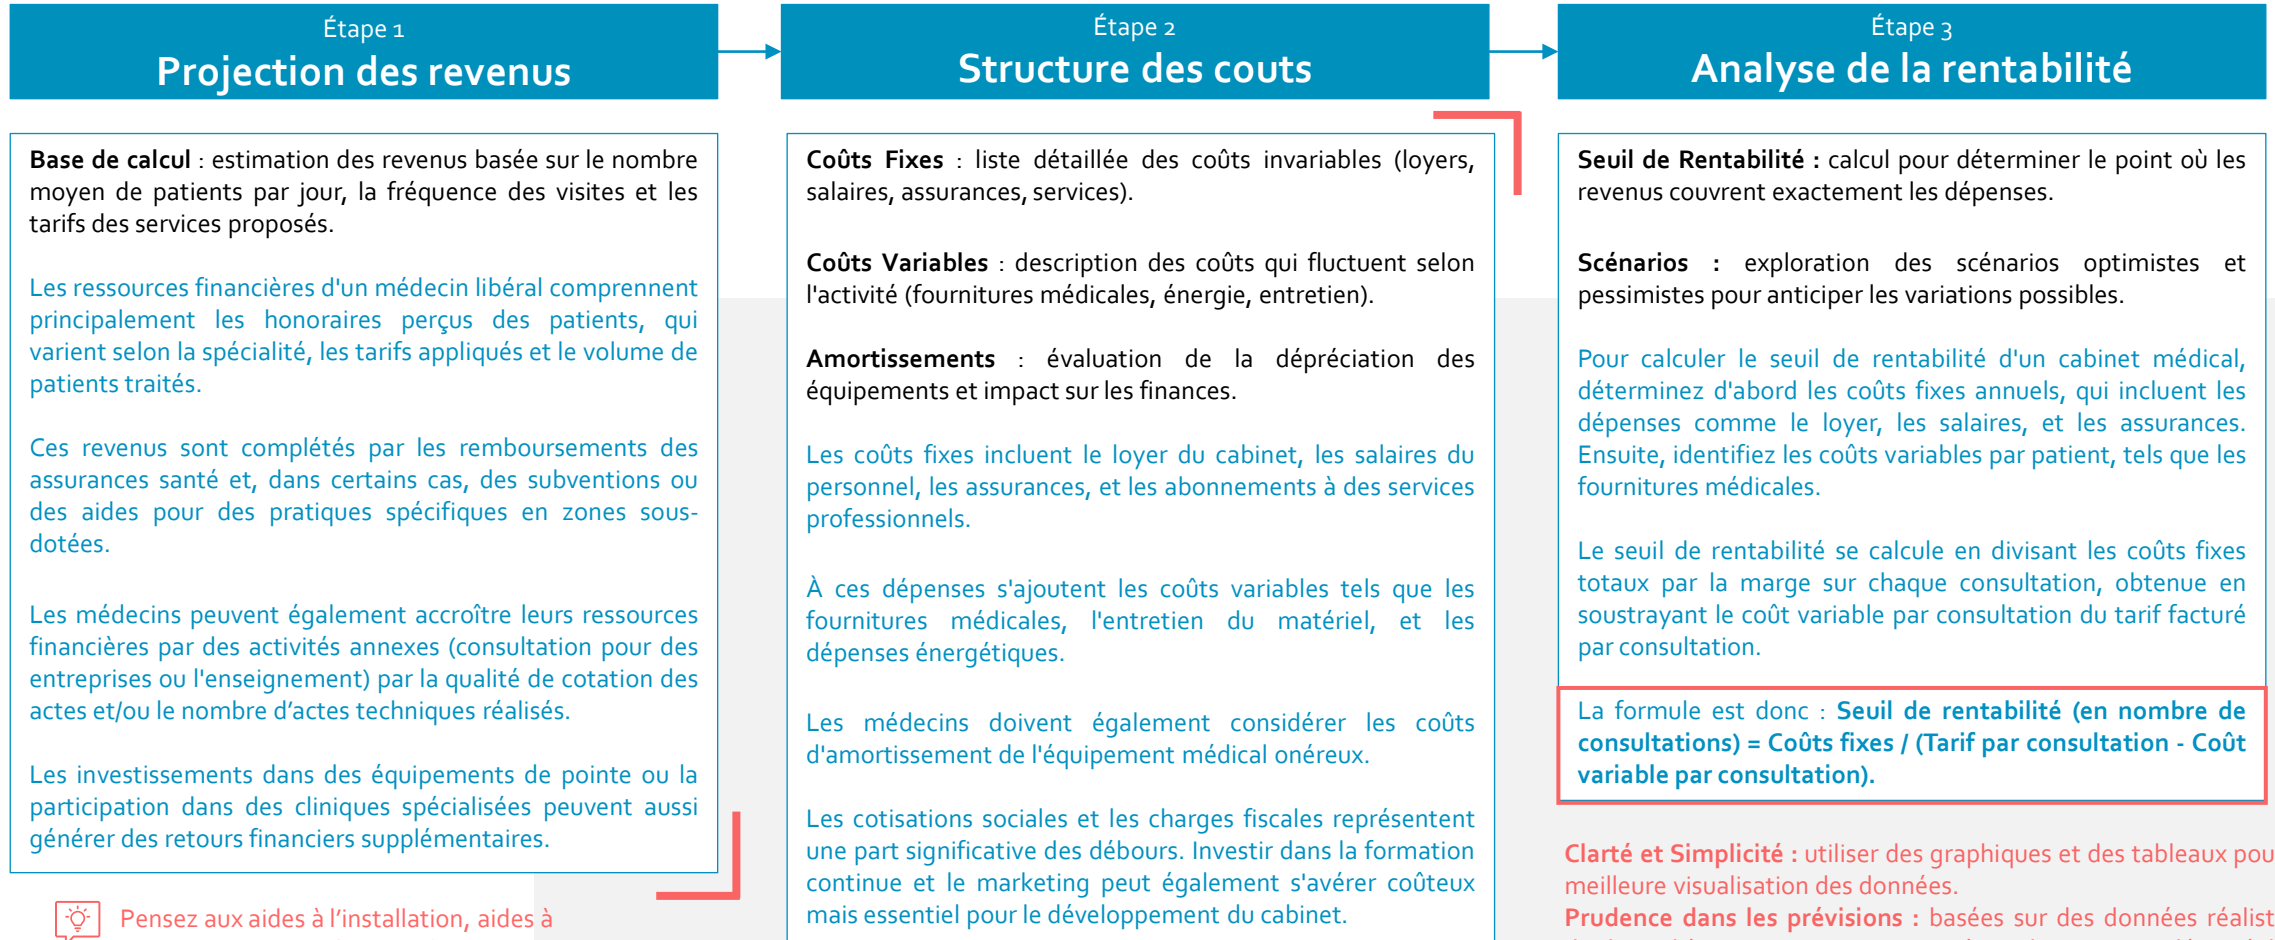 Étape 1
Projection des revenus
Base de calcul : estimation des revenus basée sur le nombre
moyen de patients par jour, la fréquence des visites et les
tarifs des services proposés.
Les ressources financières d'un médecin libéral comprennent
principalement les honoraires perçus des patients, qui
varient selon la spécialité, les tarifs appliqués et le volume de
patients traités.
Ces revenus sont complétés par les remboursements des
assurances santé et, dans certains cas, des subventions ou
des aides pour des pratiques spécifiques en zones sous-
dotées.
Les médecins peuvent également accroître leurs ressources
financières par des activités annexes (consultation pour des
entreprises ou l'enseignement) par la qualité de cotation des
actes et/ou le nombre d’actes techniques réalisés.
Les investissements dans des équipements de pointe ou la
participation dans des cliniques spécialisées peuvent aussi
générer des retours financiers supplémentaires.
Pensez aux aides à l’installation, aides à
Étape 2
Structure des couts
Coûts Fixes : liste détaillée des coûts invariables (loyers,
salaires, assurances, services).
Coûts Variables : description des coûts qui fluctuent selon
l'activité (fournitures médicales, énergie, entretien).
Amortissements : évaluation de la dépréciation des
équipements et impact sur les finances.
Les coûts fixes incluent le loyer du cabinet, les salaires du
personnel, les assurances, et les abonnements à des services
professionnels.
À ces dépenses s'ajoutent les coûts variables tels que les
fournitures médicales, l'entretien du matériel, et les
dépenses énergétiques.
Les médecins doivent également considérer les coûts
d'amortissement de l'équipement médical onéreux.
Les cotisations sociales et les charges fiscales représentent
une part significative des débours. Investir dans la formation
continue et le marketing peut également s'avérer coûteux
mais essentiel pour le développement du cabinet.
Étape 3
Analyse de la rentabilité
Seuil de Rentabilité : calcul pour déterminer le point où les
revenus couvrent exactement les dépenses.
Scénarios : exploration des scénarios optimistes et
pessimistes pour anticiper les variations possibles.
Pour calculer le seuil de rentabilité d'un cabinet médical,
déterminez d'abord les coûts fixes annuels, qui incluent les
dépenses comme le loyer, les salaires, et les assurances.
Ensuite, identifiez les coûts variables par patient, tels que les
fournitures médicales.
Le seuil de rentabilité se calcule en divisant les coûts fixes
totaux par la marge sur chaque consultation, obtenue en
soustrayant le coût variable par consultation du tarif facturé
par consultation.
La formule est donc : Seuil de rentabilité (en nombre de
consultations) = Coûts fixes / (Tarif par consultation - Coût
variable par consultation).
Clarté et Simplicité : utiliser des graphiques et des tableaux pou
meilleure visualisation des données.
Prudence dans les prévisions : basées sur des données réalist